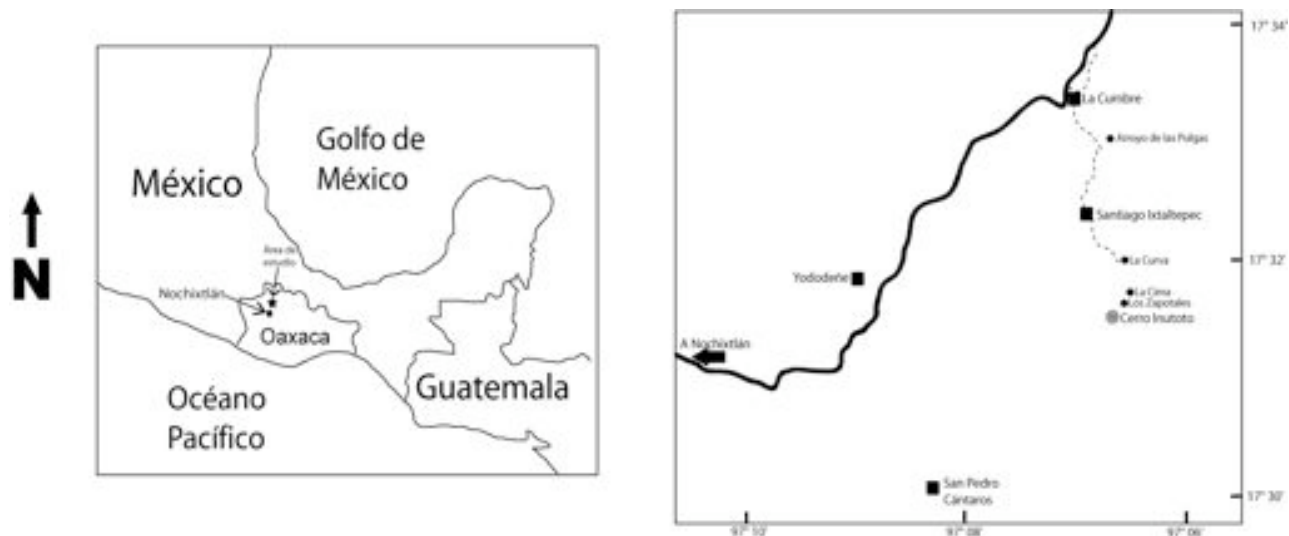 N
México
Golfo de
México
Área de
estudio
Nochixtlán
Oaxaca
Océano
Pacífico
Guatemala
17° 34'
La Cumbre
Arroyo de las Pulgas
Santiago Ixtaltepec
17° 32'
La Curva
Yododeñe
La Cima
Los Zapotales
Cerro Inutoto
A Nochixtlán
San Pedro
Cántaros
17° 30'
97° 10'
97° 08'
97° 06'